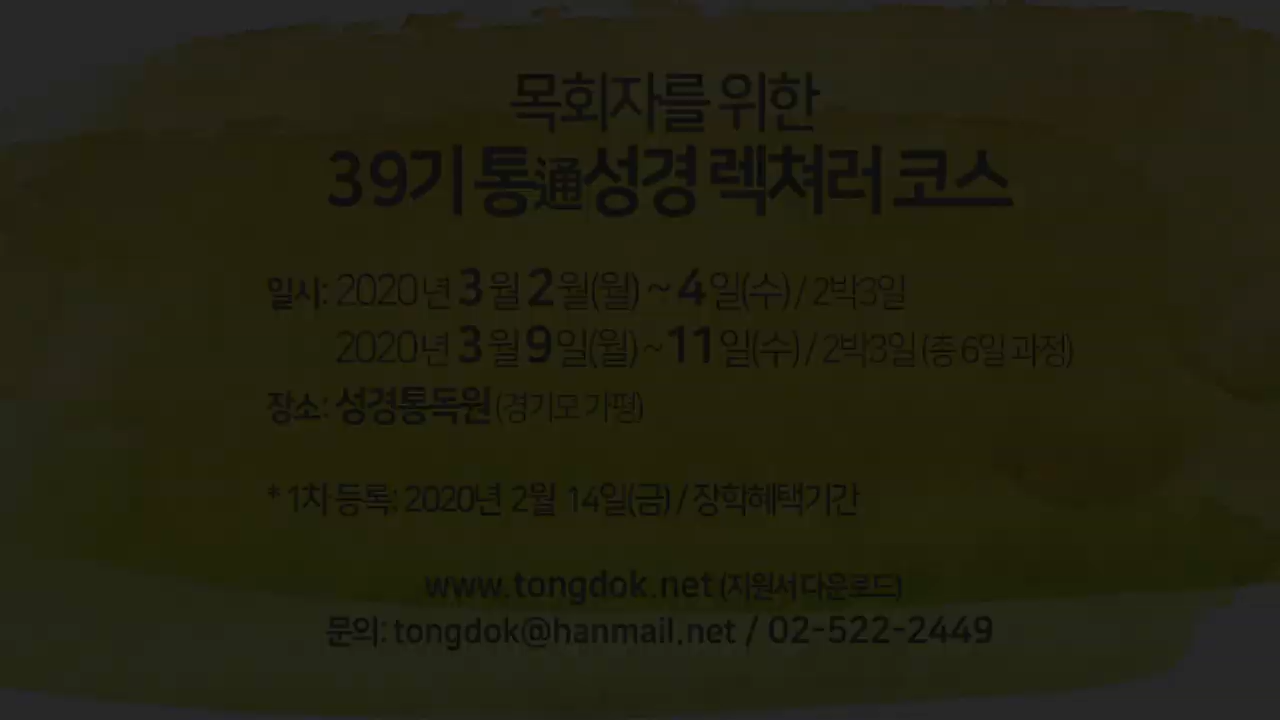 목회자를 위한
39기 통通성경 렉쳐러 코스
일시: 2020년 3월 2월(월) ~ 4일(수) / 2박3일
2020년 3월 9일(월) ~ 11일(수) / 2박3일 (총 6일 과정)
장소: 성경통독원 (경기모 가평)
* 1차 등록: 2020년 2월 14일(금) / 장학혜택기간
www.tongdok.net (지원서 다운로드)
문의: tongdok@hanmail.net / 02-522-2449